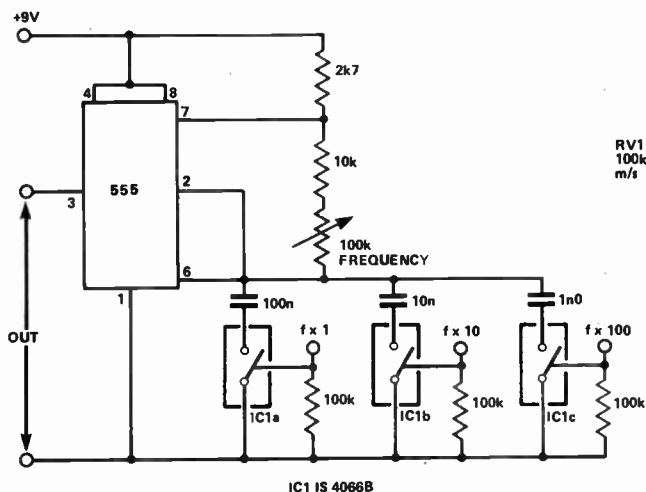 +9V
4
8
2k7
7
RV1
100k
m/s
10k
555
2
3
100k
FREQUENCY
6
1
100n
10n
1n0
OUT
f x 1
f x 10
f x 100
100k
100k
100k
IC1a
IC1b
IC1c
IC1 IS 4066B